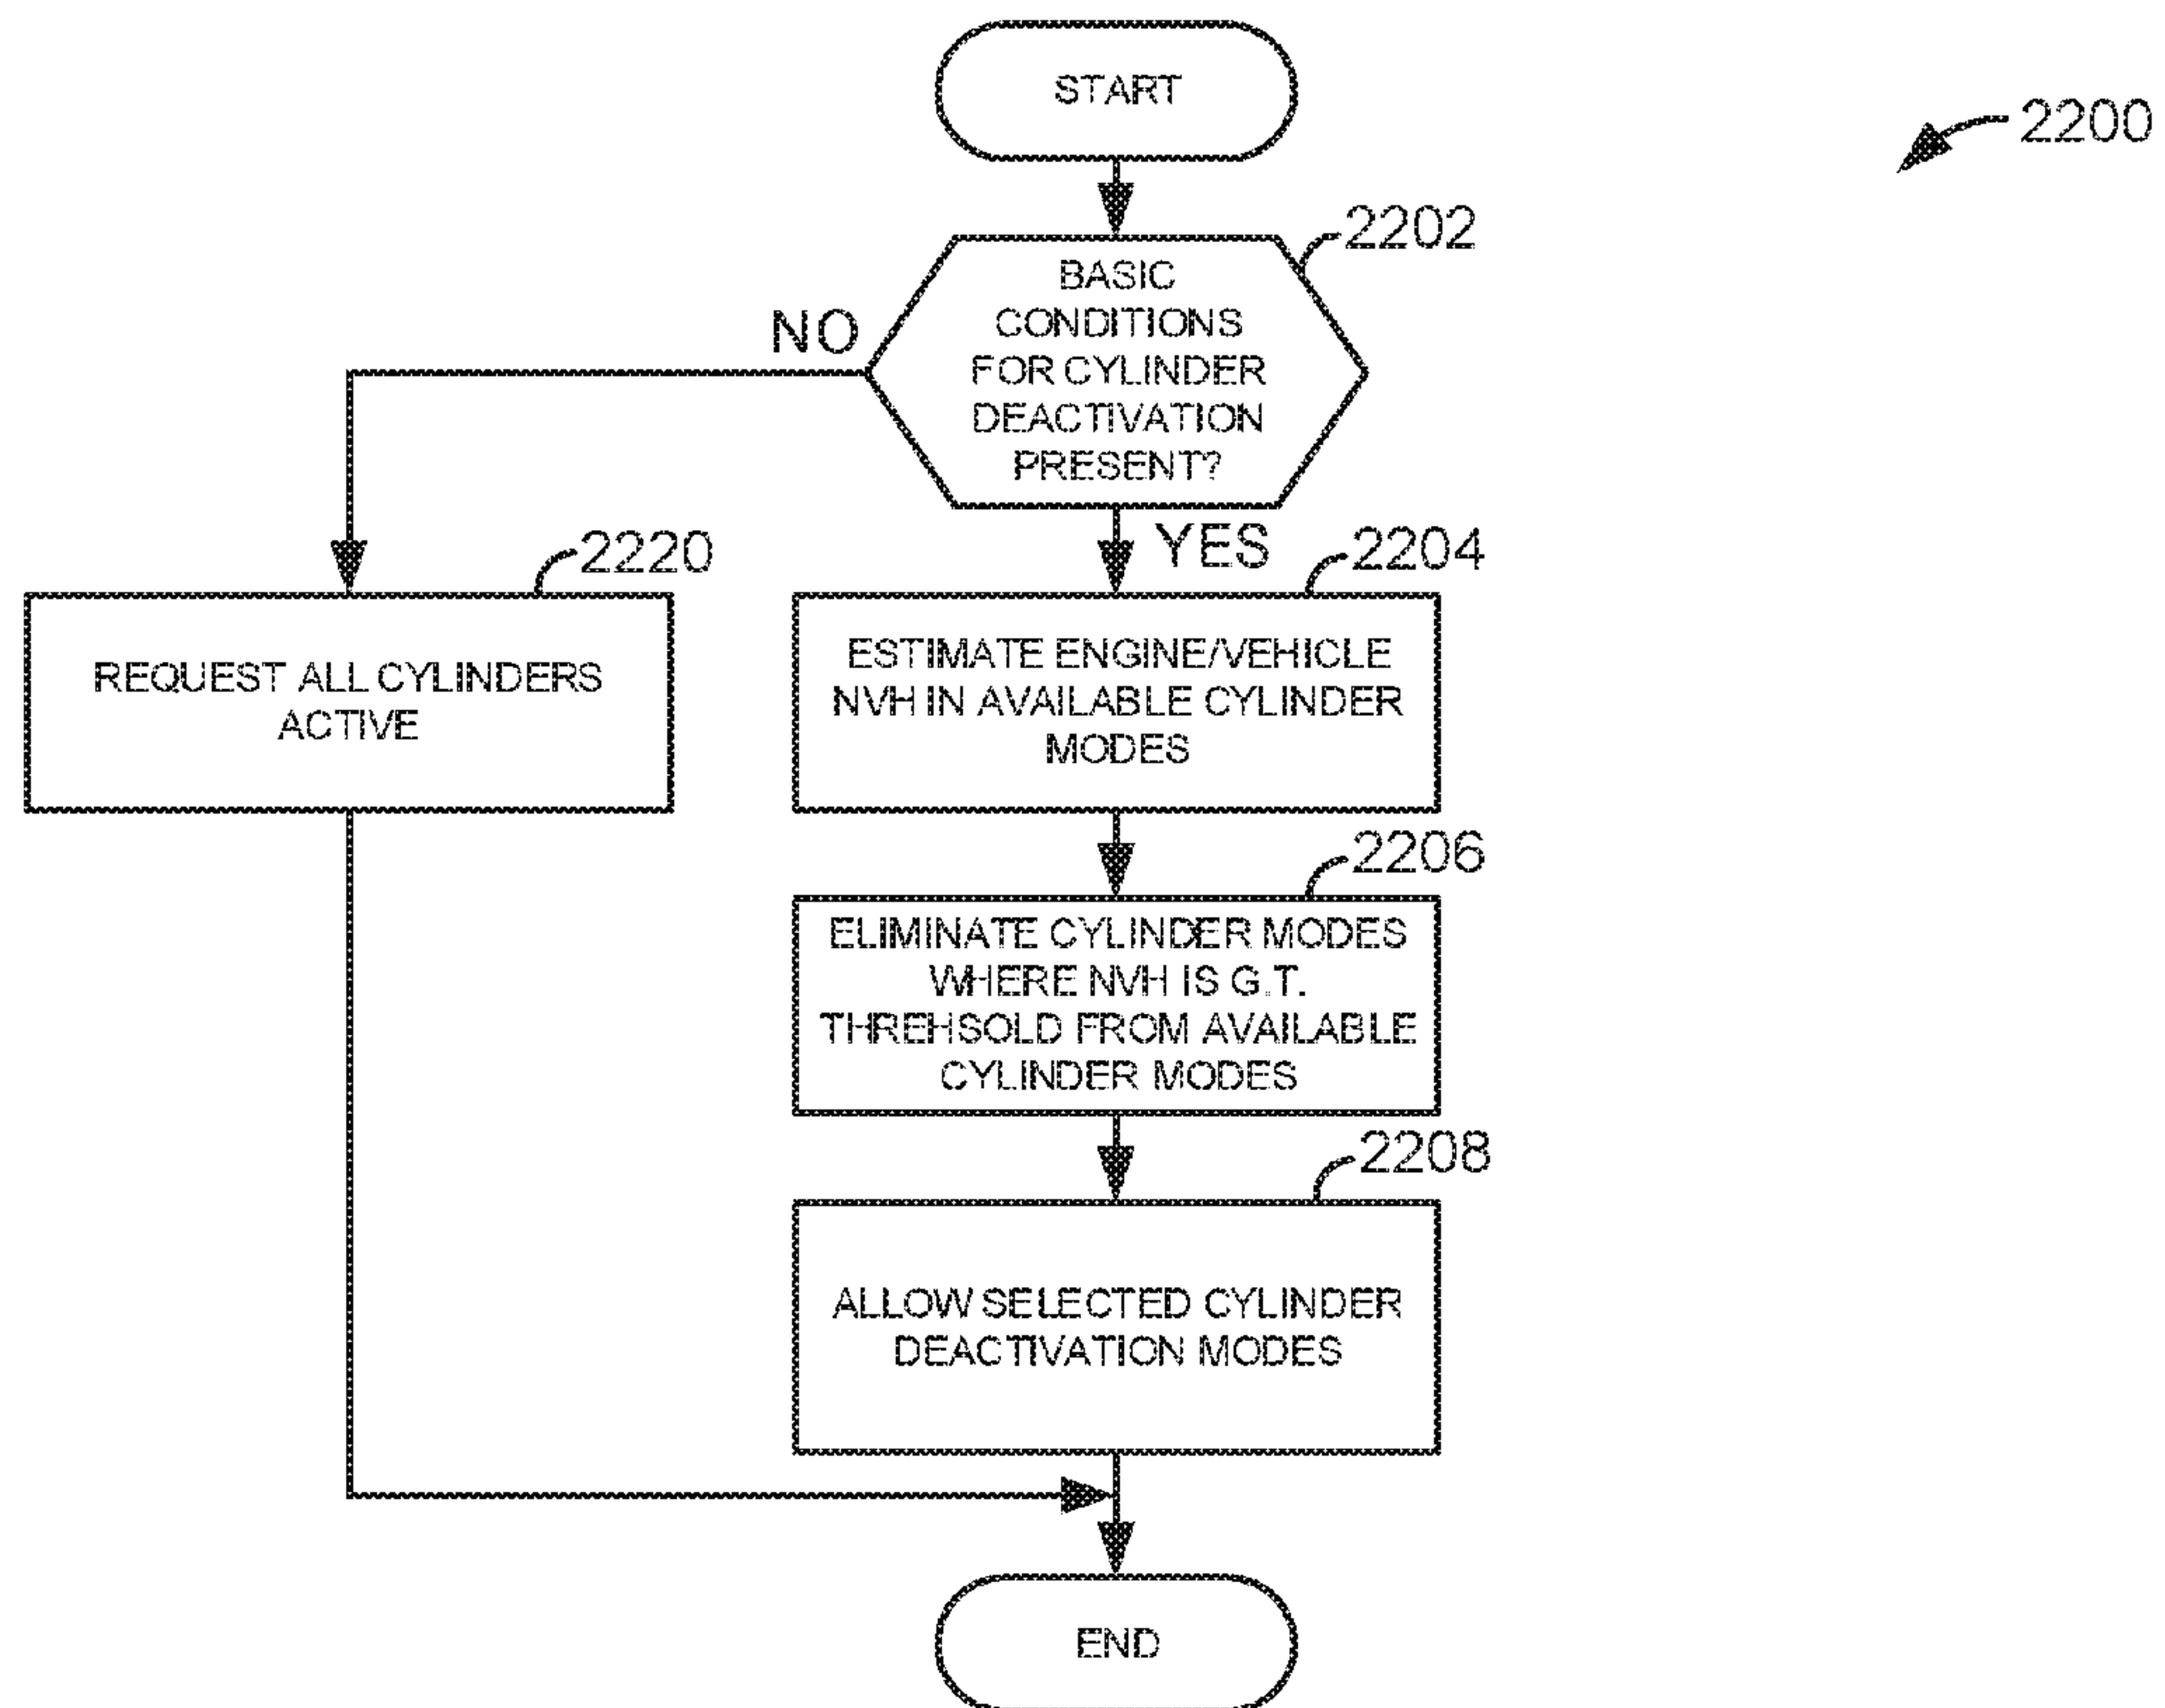 START
2200
2202
BASIC
CONDITIONS
FOR CYLINDER
DEACTIVATION
PRESENT?
NO
YES
2220
REQUEST ALL CYLINDERS
ACTIVE
2204
ESTIMATE ENGINE/VEHICLE
NVH IN AVAILABLE CYLINDER
MODES
2206
ELIMINATE CYLINDER MODES
WHERE NVH IS G.T.
THREHSOLD FROM AVAILABLE
CYLINDER MODES
2208
ALLOW SELECTED CYLINDER
DEACTIVATION MODES
END